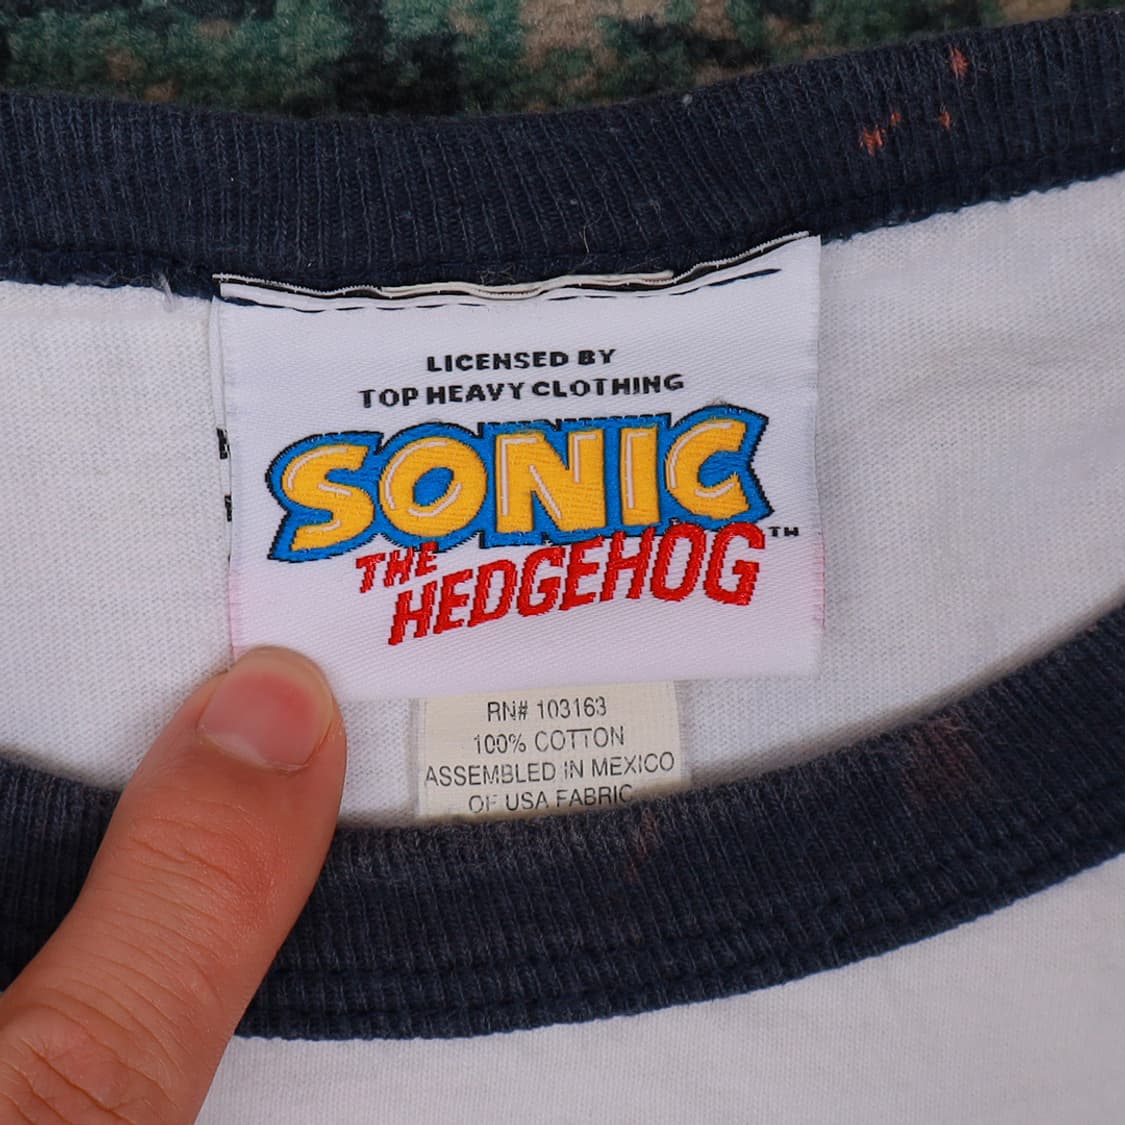 LICENSED BY
TOP HEAVY CLOTHING
SONIC
THE
HEDGEHOG™
RN# 103163
100% COTTON
ASSEMBLED IN MEXICO
OF USA FABRIC